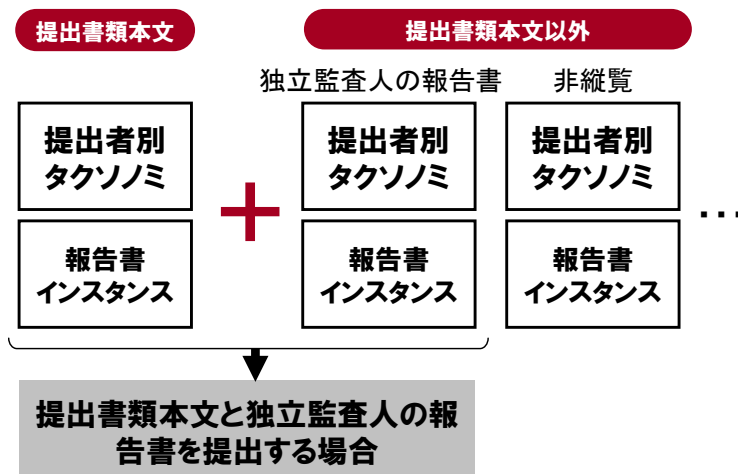 提出書類本文
提出書類本文以外
独立監査人の報告書
非縦覧
提出者別
タクソノミ
+
提出者別
タクソノミ
提出者別
タクソノミ
…
報告書
インスタンス
報告書
インスタンス
報告書
インスタンス
提出書類本文と独立監査人の報
告書を提出する場合